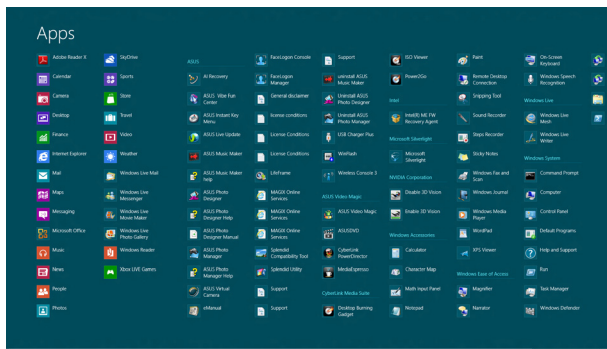 Apps
Adobe Reader X
Calendar
Camera
Desktop
Finance
Internet Explorer
Mail
Maps
Messaging
Microsoft Office
Music
News
People
Photos
SkyDrive
Sports
Store
Travel
Video
Weather
Windows Live Mail
Windows Live
Messenger
Windows Live
Movie Maker
Windows Live
Photo Gallery
Windows Reader
Xbox LIVE Games
ASUS
AI Recovery
ASUS Vibe Fun
Center
ASUS Instant Key
Menu
ASUS Live Update
ASUS Music Maker
ASUS Music Maker
help
ASUS Photo
Designer
ASUS Photo
Designer Help
ASUS Photo
Designer Manual
ASUS Photo
Manager
ASUS Photo
Manager Help
ASUS Virtual
Camera
eManual
FaceLogon Console
FaceLogon
Manager
General disclaimer
license conditions
License Conditions
License Conditions
LifeFrame
MAGIX Online
Services
MAGIX Online
Services
MAGIX Online
Services
Splendid
Compatibility Tool
Splendid Utility
Support
Support
Support
uninstall ASUS
Music Maker
Uninstall ASUS
Photo Designer
Uninstall ASUS
Photo Manager
USB Charger Plus
WinFlash
Wireless Console 3
ASUS Video Magic
ASUS Video Magic
ASUSDVD
CyberLink
PowerDirector
MediaEspresso
CyberLink Media Suite
Desktop Burning
Gadget
ISO Viewer
Power2Go
Intel
Intel(R) ME FW
Recovery Agent
Microsoft Silverlight
Microsoft
Silverlight
NVIDIA Corporation
Disable 3D Vision
Enable 3D Vision
Windows Accessories
Calculator
Character Map
Math Input Panel
Notepad
Paint
Remote Desktop
Connection
Snipping Tool
Sound Recorder
Steps Recorder
Sticky Notes
Windows Fax and
Scan
Windows Journal
Windows Media
Player
WordPad
XPS Viewer
Windows Ease of Access
Magnifier
Narrator
On-Screen
Keyboard
Windows Speech
Recognition
Windows Live
Windows Live
Mesh
Windows Live
Writer
Windows System
Command Prompt
Computer
Control Panel
Default Programs
Help and Support
Run
Task Manager
Windows Defender